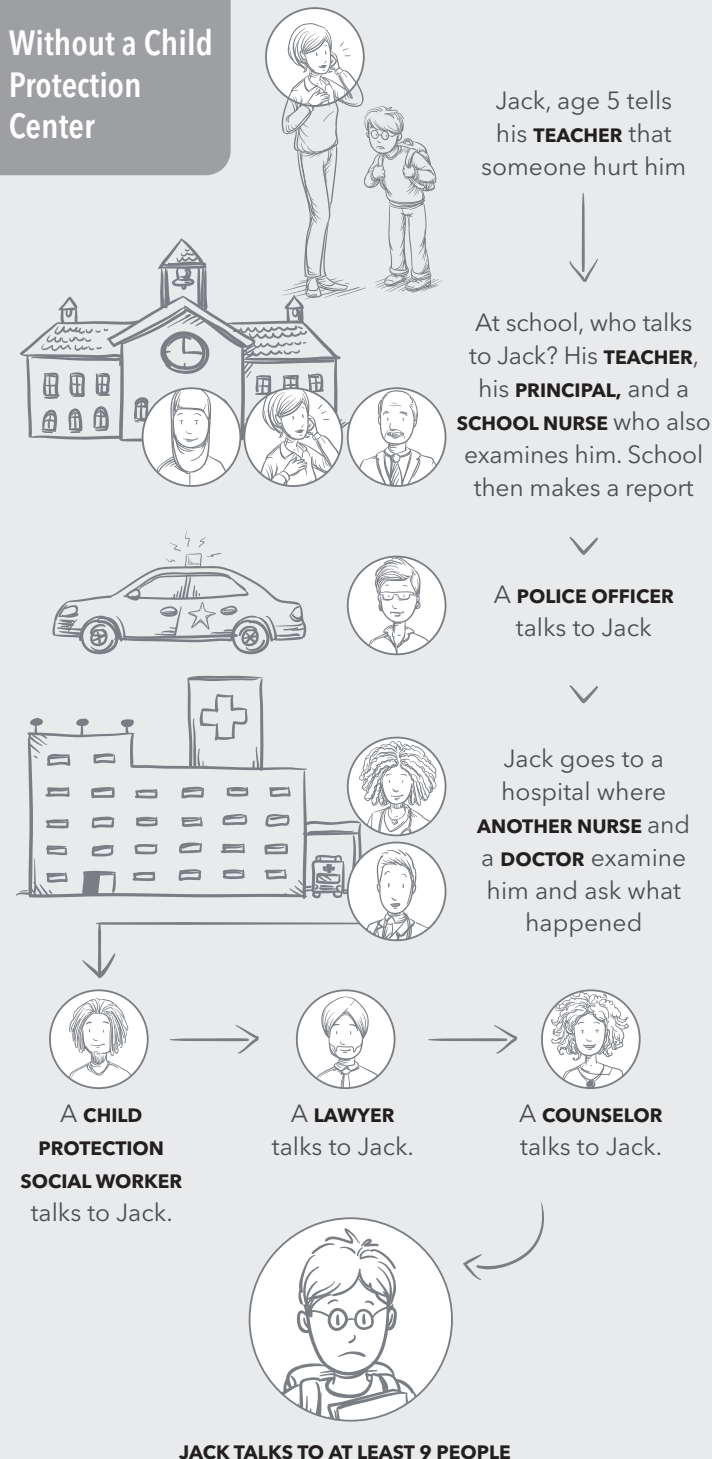 Without a Child
Protection
Center
Jack, age 5 tells
his TEACHER that
someone hurt him
At school, who talks
to Jack? His TEACHER,
his PRINCIPAL, and a
SCHOOL NURSE who also
examines him. School
then makes a report
A POLICE OFFICER
talks to Jack
Jack goes to a
hospital where
ANOTHER NURSE and
a DOCTOR examine
him and ask what
happened
A CHILD
PROTECTION
SOCIAL WORKER
talks to Jack.
A LAWYER
talks to Jack.
A COUNSELOR
talks to Jack.
JACK TALKS TO AT LEAST 9 PEOPLE